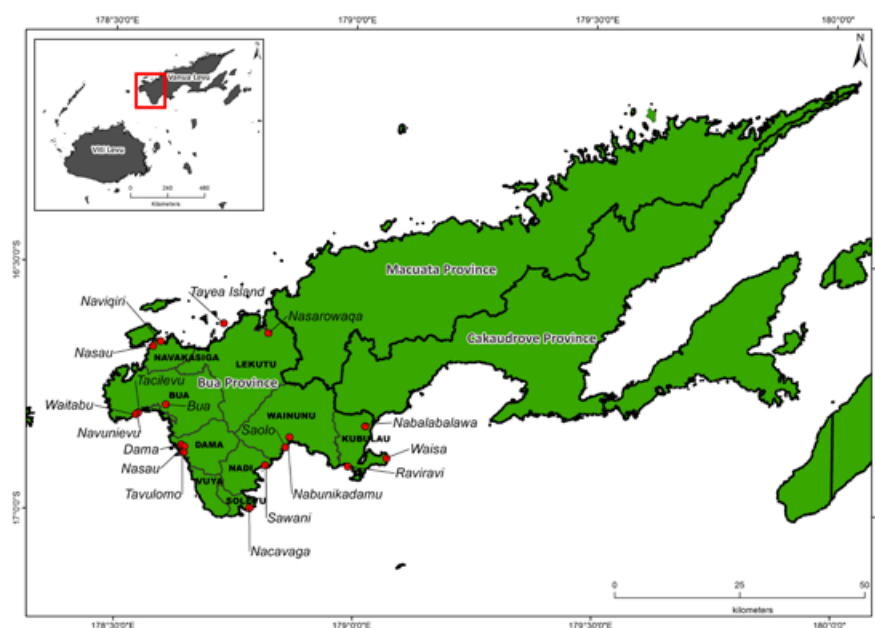 178°30'0"E
179°0'0"E
179°30'0"E
180°0'0"
N
Vanua Levu
Viti Levu
0 240 480
Kilometers
N
16°30'0"S
17°0'0"S
Macuata Province
Cakaudrove Province
Bua Province
Tavea Island
Naviqiri
Nasarowaqa
Nasau
NAVAKASIGA
LEKUTU
Tacilevu
BUA
Bua
Waitabu
WAINUNU
Navunievu
Saolo
Nabalabalawa
KUBULAU
Dama
DAMA
Waisa
Nasau
NADI
Raviravi
VUYA
Tavulomo
Nabunikadamu
SOLEVU
Sawani
Nacavaga
0 25 50
kilometers
178°30'0"E
179°0'0"E
179°30'0"E
180°0'0"